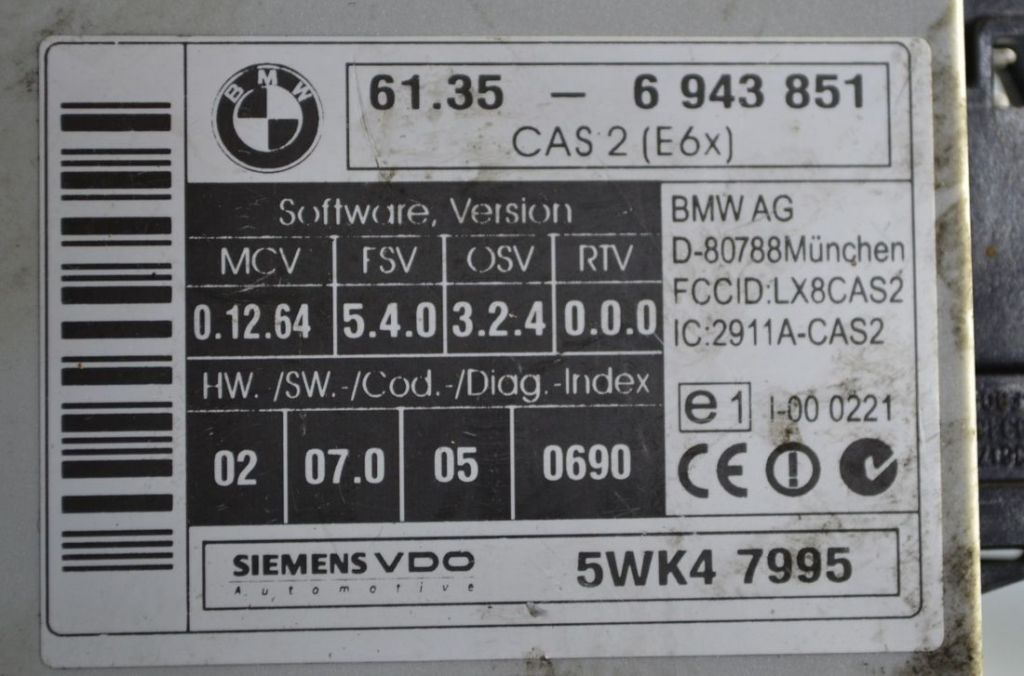 BMW
61.35 – 6 943 851
CAS 2 (E6x)
Software, Version
MCV FSV OSV RTV
0.12.64 5.4.0 3.2.4 0.0.0
HW. /SW.-/Cod.-/Diag.-Index
02 07.0 05 0690
BMW AG
D-80788München
FCCID:LX8CAS2
IC:2911A-CAS2
e1 I-00 0221
CE
SIEMENS VDO
Automotive
5WK4 7995